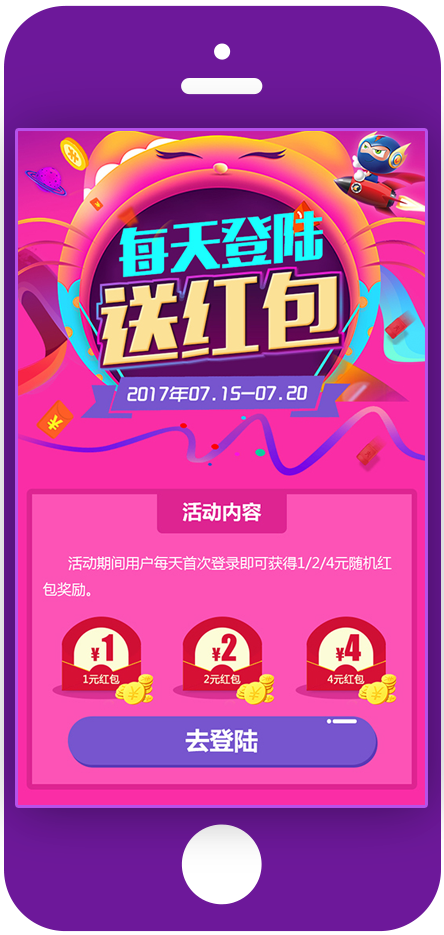 每天登陆
送红包
2017年07.15—07.20
活动内容
活动期间用户每天首次登录即可获得1/2/4元随机红
包奖励。
¥1
1元红包
¥2
2元红包
¥4
4元红包
去登陆